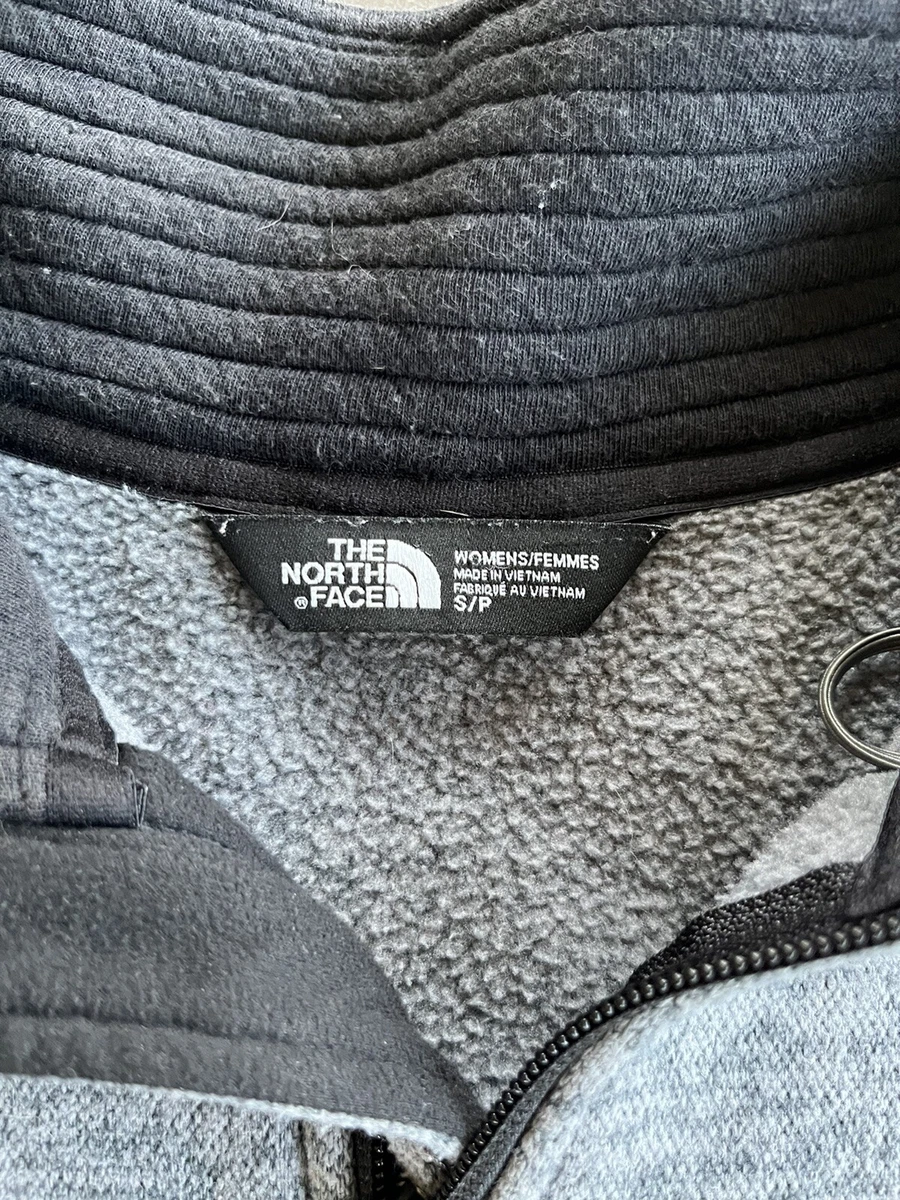 THE
NORTH
®FACE
WOMENS/FEMMES
MADE IN VIETNAM
FABRIQUÉ AU VIETNAM
S/P